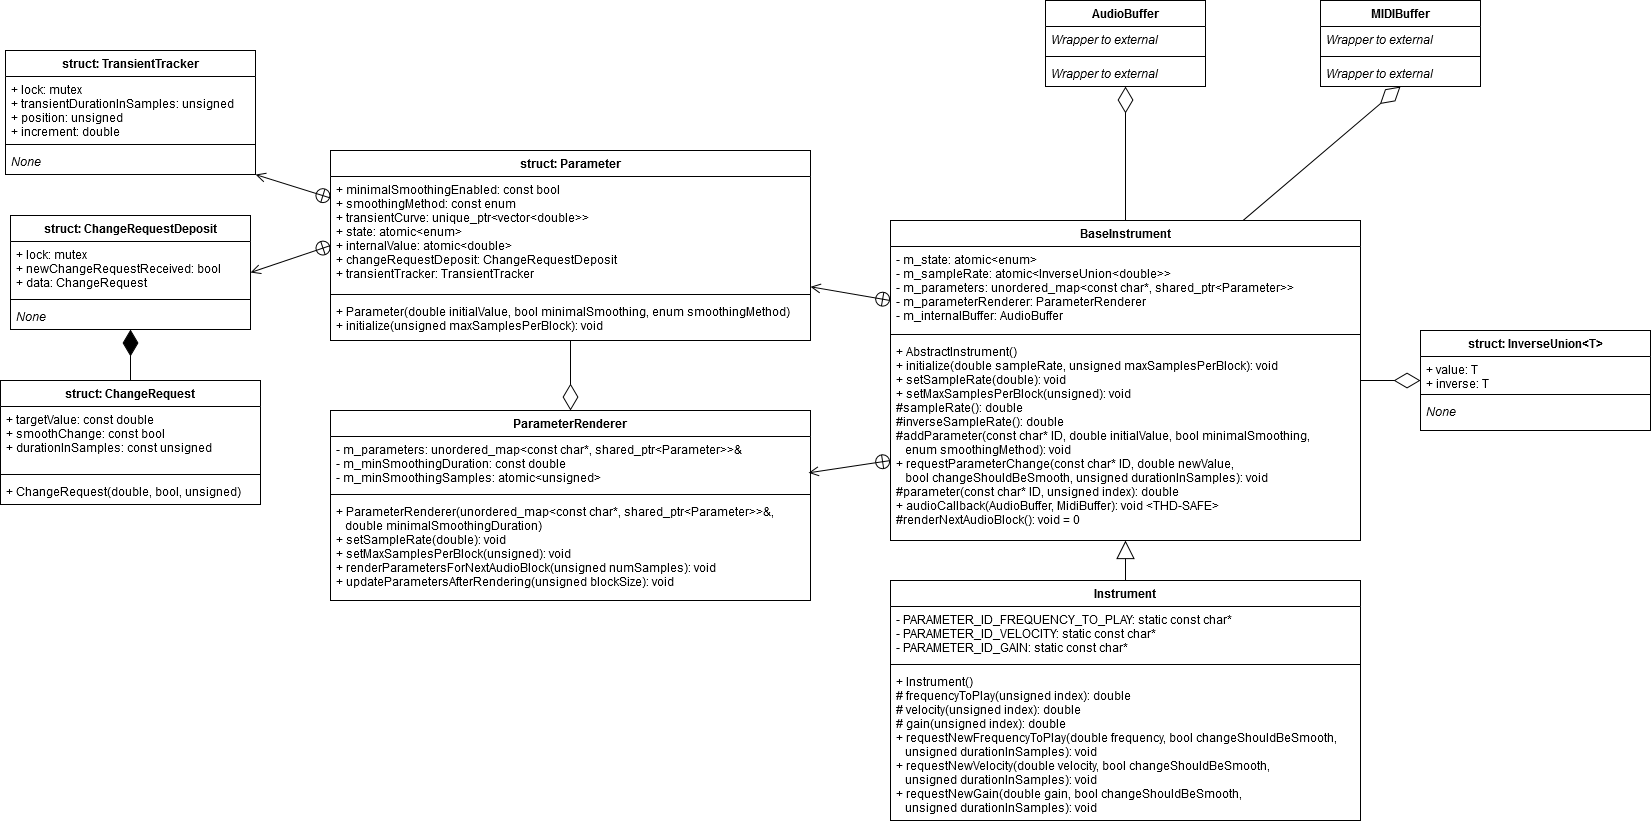 AudioBuffer
Wrapper to external
Wrapper to external
MIDIBuffer
Wrapper to external
Wrapper to external
struct: TransientTracker
+ lock: mutex
+ transientDurationInSamples: unsigned
+ position: unsigned
+ increment: double
None
struct: ChangeRequestDeposit
+ lock: mutex
+ newChangeRequestReceived: bool
+ data: ChangeRequest
None
struct: ChangeRequest
+ targetValue: const double
+ smoothChange: const bool
+ durationInSamples: const unsigned
+ ChangeRequest(double, bool, unsigned)
struct: Parameter
+ minimalSmoothingEnabled: const bool
+ smoothingMethod: const enum
+ transientCurve: unique_ptr<vector<double>>
+ state: atomic<enum>
+ internalValue: atomic<double>
+ changeRequestDeposit: ChangeRequestDeposit
+ transientTracker: TransientTracker
+ Parameter(double initialValue, bool minimalSmoothing, enum smoothingMethod)
+ initialize(unsigned maxSamplesPerBlock): void
ParameterRenderer
- m_parameters: unordered_map<const char*, shared_ptr<Parameter>>&
- m_minSmoothingDuration: const double
- m_minSmoothingSamples: atomic<unsigned>
+ ParameterRenderer(unordered_map<const char*, shared_ptr<Parameter>>&,
double minimalSmoothingDuration)
+ setSampleRate(double): void
+ setMaxSamplesPerBlock(unsigned): void
+ renderParametersForNextAudioBlock(unsigned numSamples): void
+ updateParametersAfterRendering(unsigned blockSize): void
BaseInstrument
- m_state: atomic<enum>
- m_sampleRate: atomic<InverseUnion<double>>
- m_parameters: unordered_map<const char*, shared_ptr<Parameter>>
- m_parameterRenderer: ParameterRenderer
- m_internalBuffer: AudioBuffer
+ AbstractInstrument()
+ initialize(double sampleRate, unsigned maxSamplesPerBlock): void
+ setSampleRate(double): void
+ setMaxSamplesPerBlock(unsigned): void
#sampleRate(): double
#inverseSampleRate(): double
#addParameter(const char* ID, double initialValue, bool minimalSmoothing,
enum smoothingMethod): void
+ requestParameterChange(const char* ID, double newValue,
bool changeShouldBeSmooth, unsigned durationInSamples): void
#parameter(const char* ID, unsigned index): double
+ audioCallback(AudioBuffer, MidiBuffer): void <THD-SAFE>
#renderNextAudioBlock(): void = 0
struct: InverseUnion<T>
+ value: T
+ inverse: T
None
Instrument
- PARAMETER_ID_FREQUENCY_TO_PLAY: static const char*
- PARAMETER_ID_VELOCITY: static const char*
- PARAMETER_ID_GAIN: static const char*
+ Instrument()
# frequencyToPlay(unsigned index): double
# velocity(unsigned index): double
# gain(unsigned index): double
+ requestNewFrequencyToPlay(double frequency, bool changeShouldBeSmooth,
unsigned durationInSamples): void
+ requestNewVelocity(double velocity, bool changeShouldBeSmooth,
unsigned durationInSamples): void
+ requestNewGain(double gain, bool changeShouldBeSmooth,
unsigned durationInSamples): void